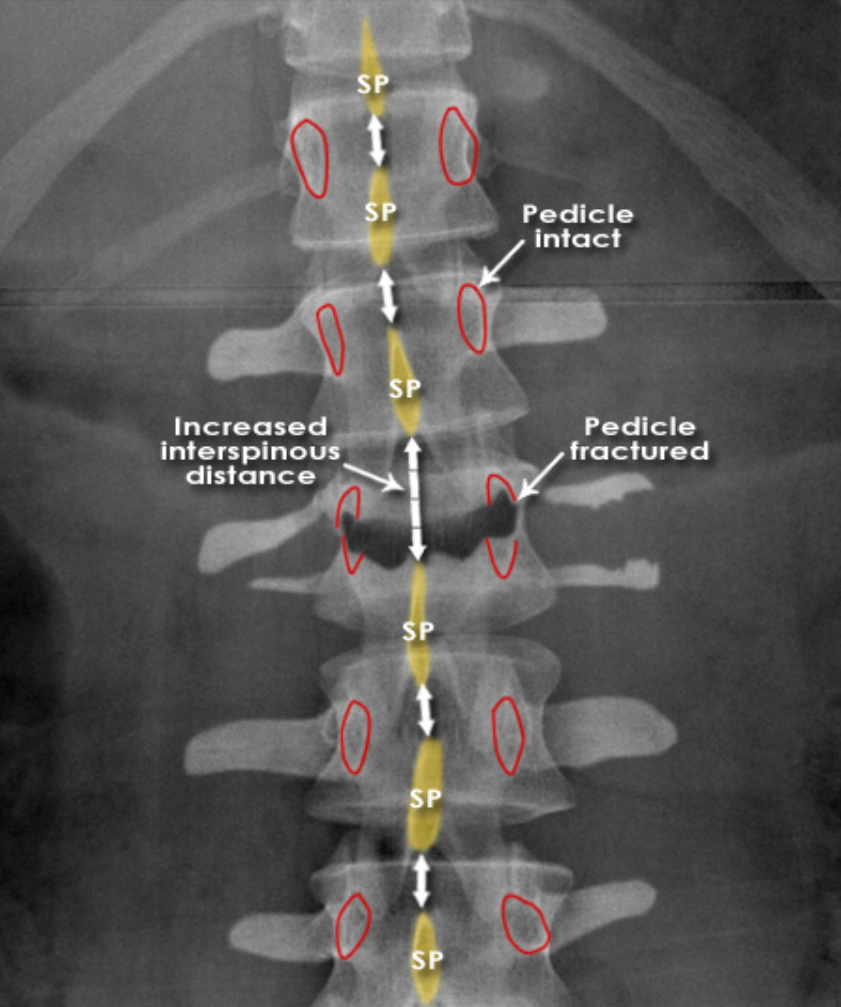 SP
SP
Pedicle
intact
SP
Increased
interspinous
distance
Pedicle
fractured
SP
SP
SP